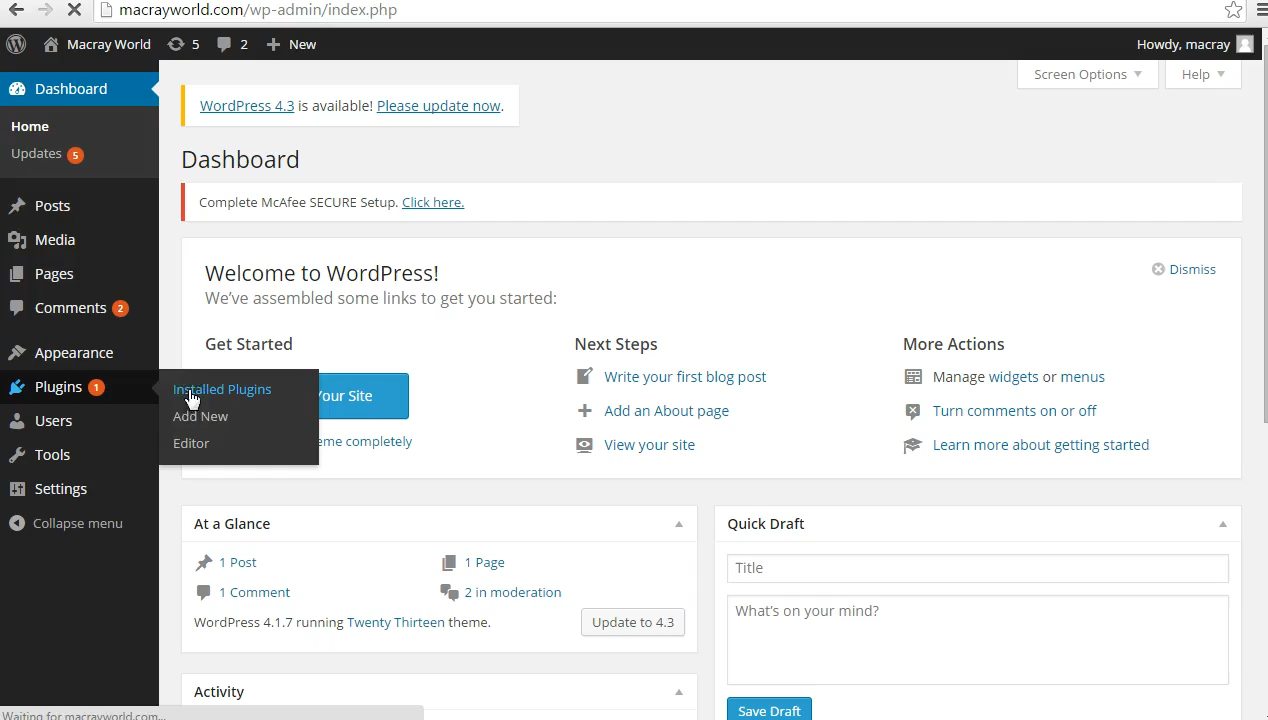 macrayworld.com/wp-admin/index.php
Macray World 5 2 New Howdy, macray
Screen Options Help
Dashboard
Home
Updates 5
Posts
Media
Pages
Comments 2
Appearance
Plugins 1
Installed Plugins
Add New
Editor
Users
Tools
Settings
Collapse menu
WordPress 4.3 is available! Please update now.
Dashboard
Complete McAfee SECURE Setup. Click here.
Welcome to WordPress!
Dismiss
We've assembled some links to get you started:
Get Started
Your Site
eme completely
Next Steps
Write your first blog post
Add an About page
View your site
More Actions
Manage widgets or menus
Turn comments on or off
Learn more about getting started
At a Glance
1 Post 1 Page
1 Comment 2 in moderation
WordPress 4.1.7 running Twenty Thirteen theme. Update to 4.3
Activity
Quick Draft
Title
What's on your mind?
Save Draft
Waiting for macrayworld.com...